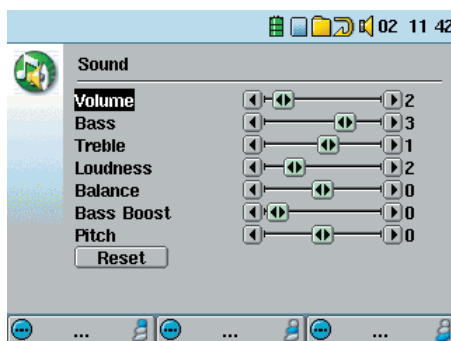 02 11 42
Sound
Volume 2
Bass 3
Treble 1
Loudness 2
Balance 0
Bass Boost 0
Pitch 0
Reset
... ... ...